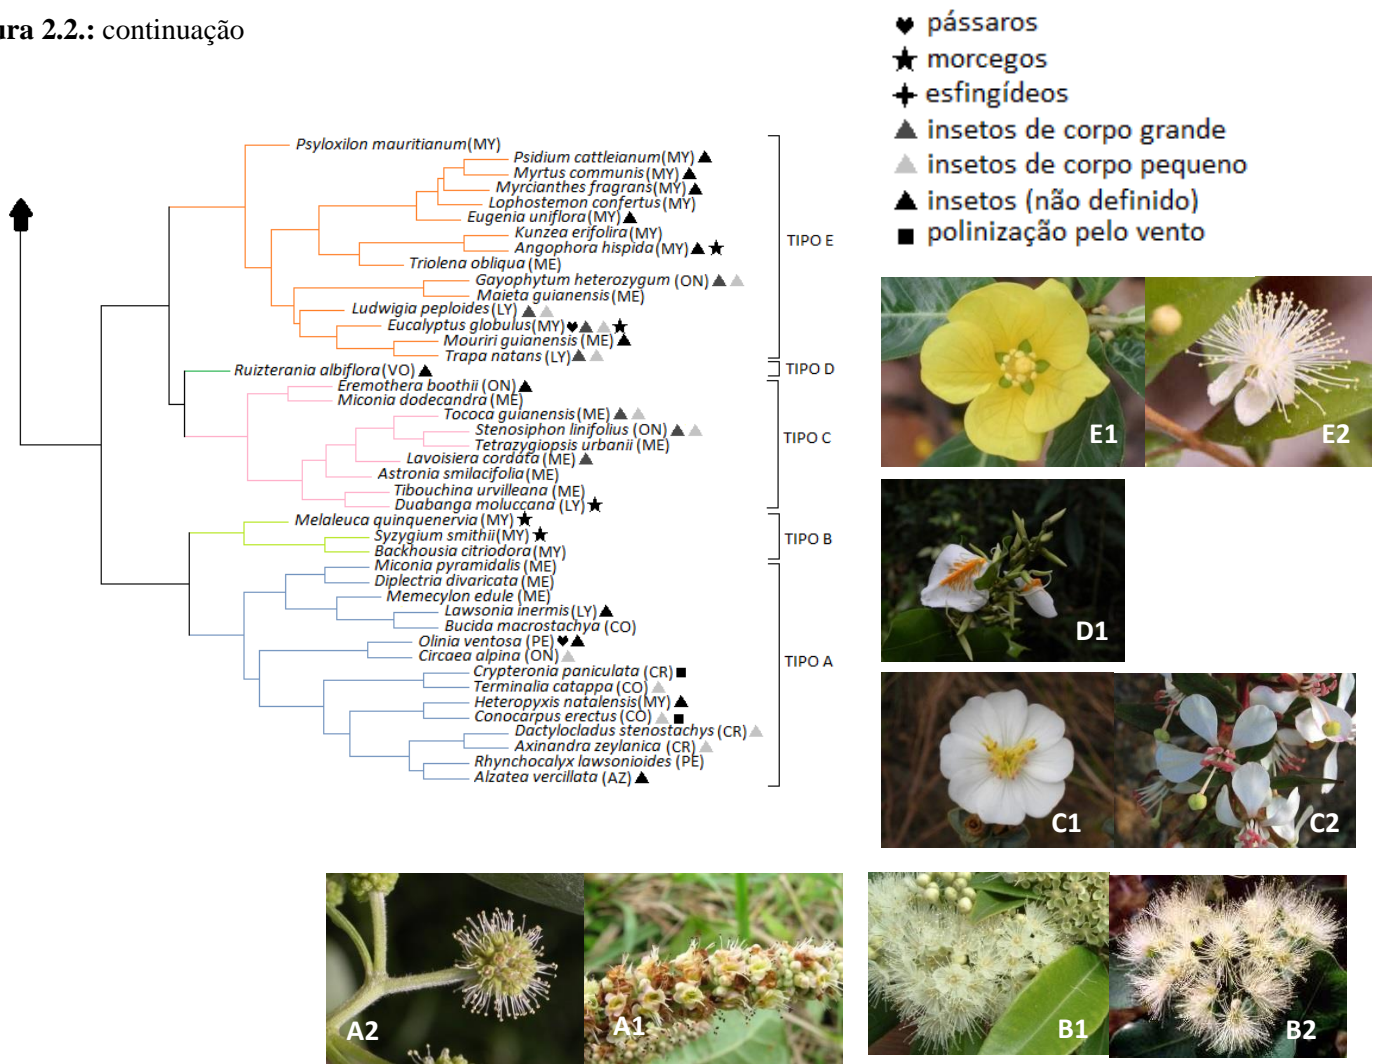 ura 2.2.: continuação
pássaros
morcegos
esfingídeos
insetos de corpo grande
insetos de corpo pequeno
insetos (não definido)
polinização pelo vento
Psyloxilon mauritianum(MY)
Psidium cattleianum(MY)
Myrtus communis(MY)
Myrcianthes fragrans(MY)
Lophostemon confertus(MY)
Eugenia uniflora(MY)
Kunzea erifolira(MY)
Angophora hispida(MY)
Triolena obliqua(ME)
Gayophytum heterozygum (ON)
Maieta guianensis(ME)
Ludwigia peploides(LY)
Eucalyptus globulus(MY)
Mouriri guianensis (ME)
Trapa natans (LY)
TIPO E
Ruizterania albiflora(VO)
TIPO D
Eremothera boothii (ON)
Miconia dodecandra (ME)
Tococa guianensis(ME)
Stenosiphon linifolius (ON)
Tetrazygiopsis urbanii (ME)
Lavoisiera cordata (ME)
Astronia smilacifolia(ME)
Tibouchina urvilleana (ME)
Duabanga moluccana (LY)
TIPO C
Melaleuca quinquenervia (MY)
Syzygium smithii(MY)
Backhousia citriodora(MY)
TIPO B
Miconia pyramidalis (ME)
Diplectria divaricata (ME)
Memecylon edule (ME)
Lawsonia inermis(LY)
Bucida macrostachya (CO)
Olinia ventosa (PE)
Circaea alpina (ON)
Crypteronia paniculata (CR)
Terminalia catappa (CO)
Heteropyxis natalensis(MY)
Conocarpus erectus(CO)
Dactylocladus stenostachys(CR)
Axinandra zeylanica (CR)
Rhynchocalyx lawsonioides (PE)
Alzatea vercillata (AZ)
TIPO A
E1
E2
D1
C1
C2
A2
A1
B1
B2